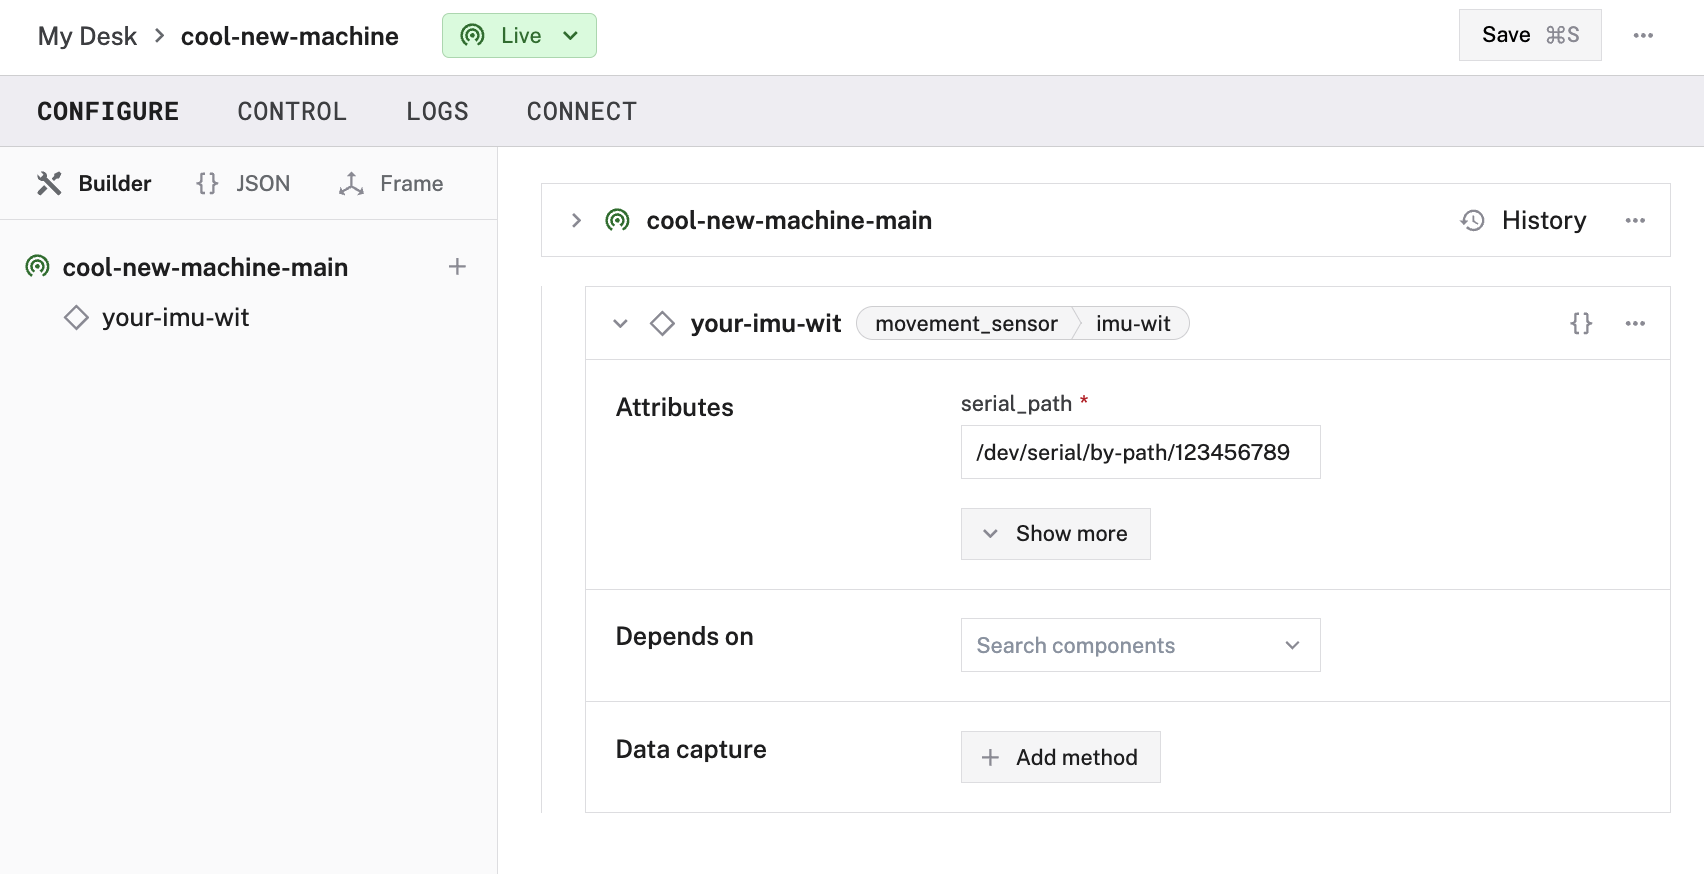 My Desk > cool-new-machine Live Save ⌘S ...
CONFIGURE CONTROL LOGS CONNECT
Builder {} JSON Frame
cool-new-machine-main +
your-imu-wit
cool-new-machine-main History ...
your-imu-wit movement_sensor imu-wit {} ...
Attributes
serial_path *
/dev/serial/by-path/123456789
Show more
Depends on
Search components
Data capture
+ Add method